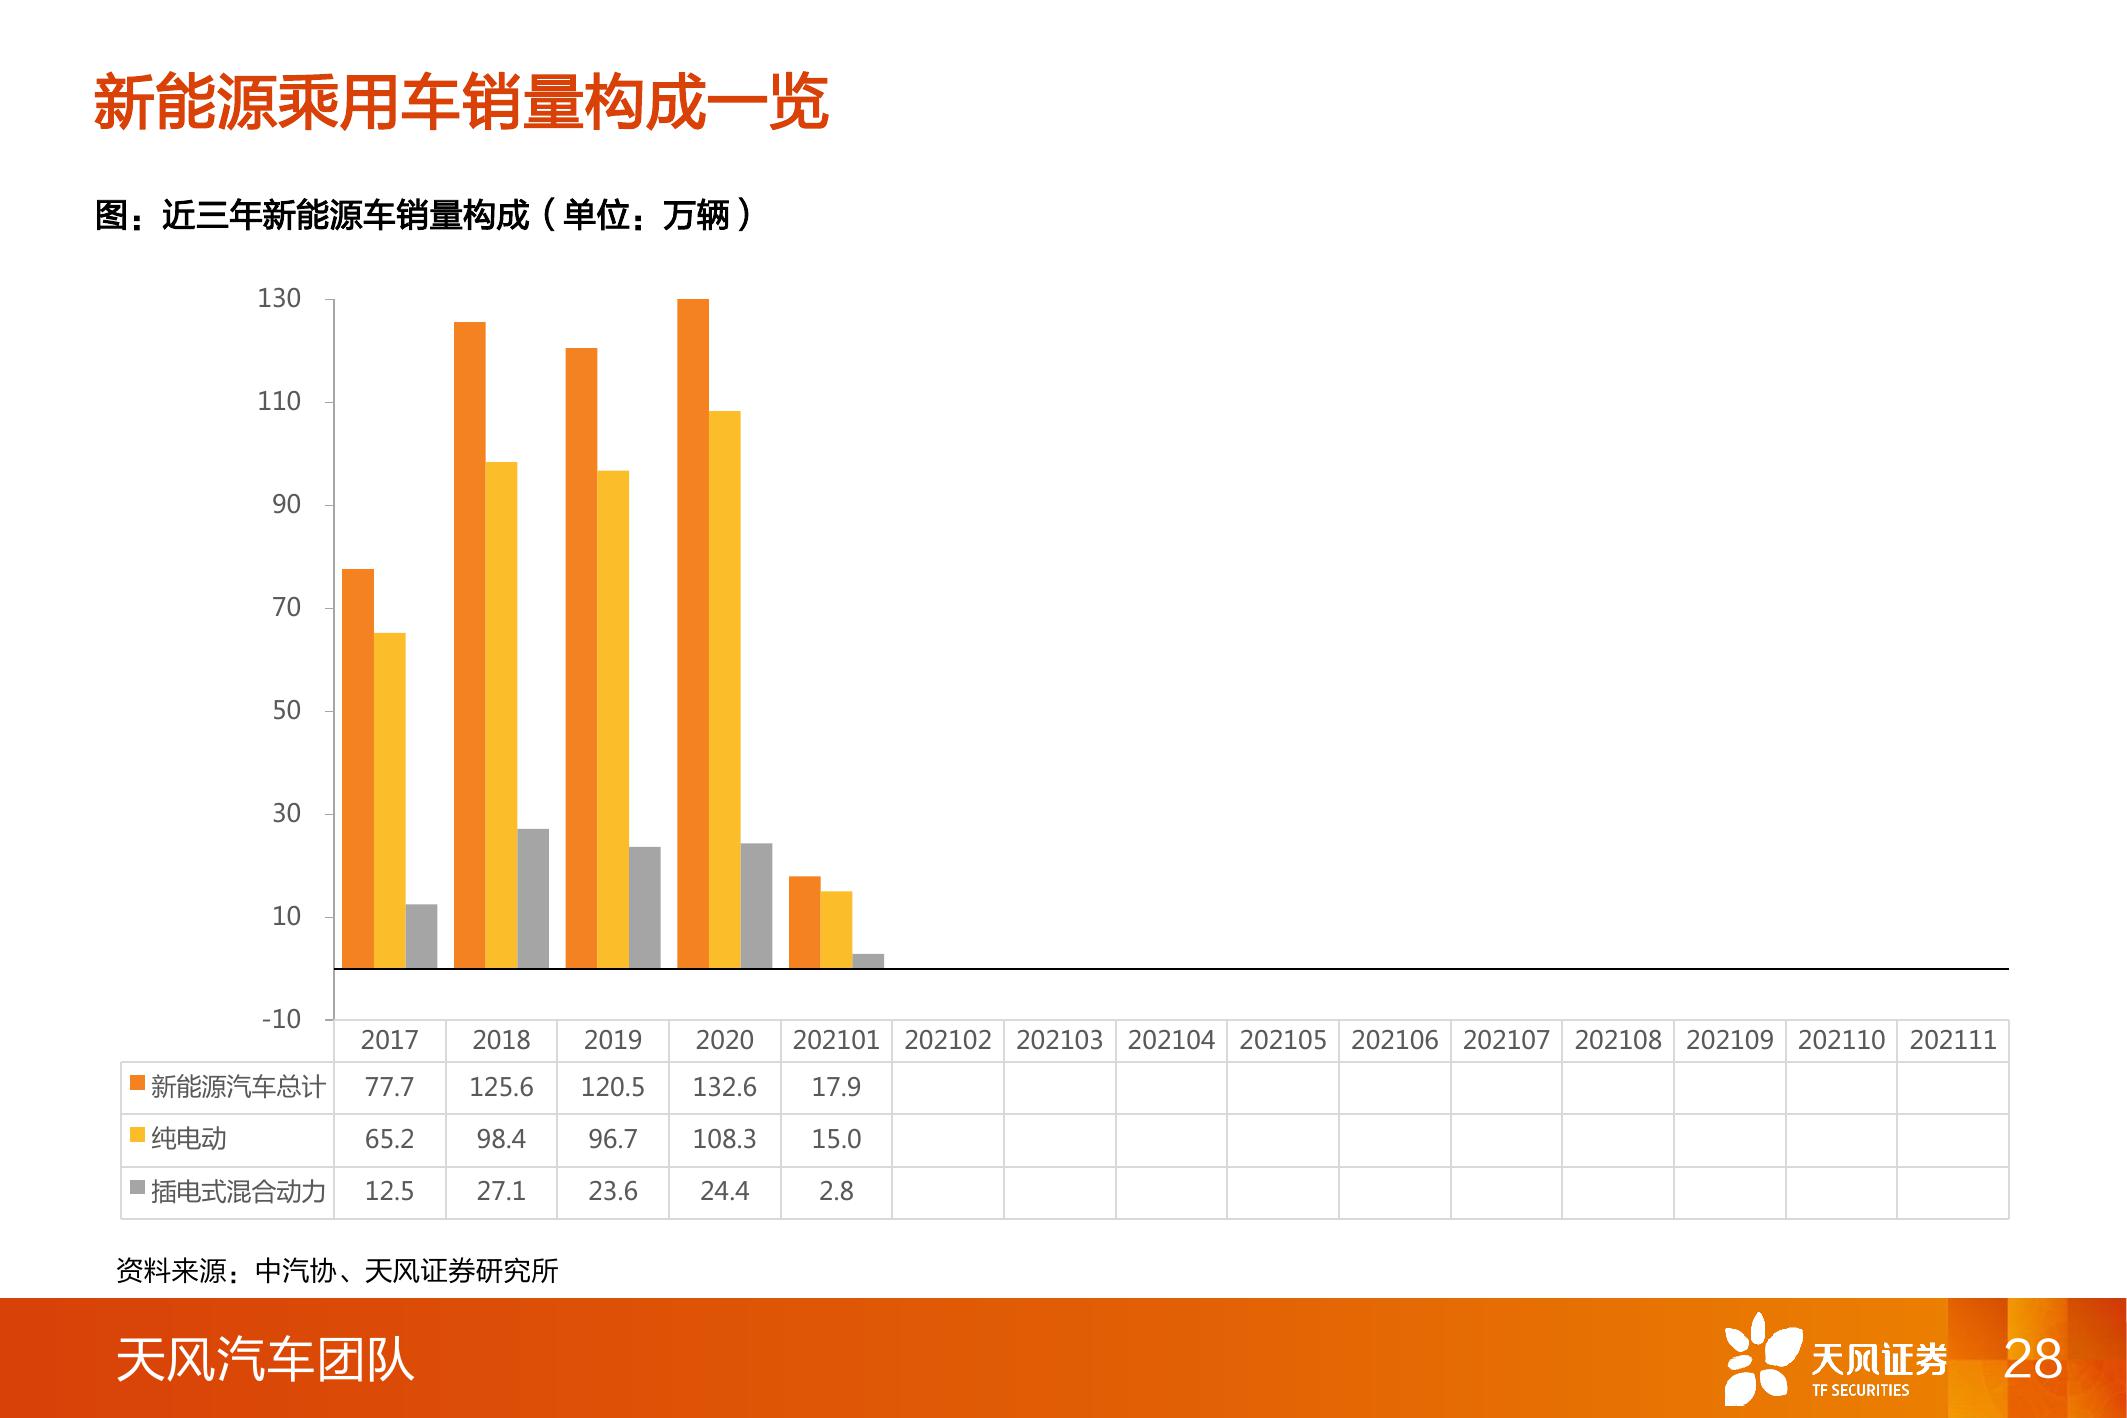 新能源乘用车销量构成一览
图：近三年新能源车销量构成（单位：万辆）
130
110
90
70
50
30
10
-10
2017 2018 2019 2020 202101 202102 202103 202104 202105 202106 202107 202108 202109 202110 202111
新能源汽车总计 77.7 125.6 120.5 132.6 17.9
纯电动 65.2 98.4 96.7 108.3 15.0
插电式混合动力 12.5 27.1 23.6 24.4 2.8
资料来源：中汽协、天风证券研究所
天风汽车团队
天风证券
TF SECURITIES
28